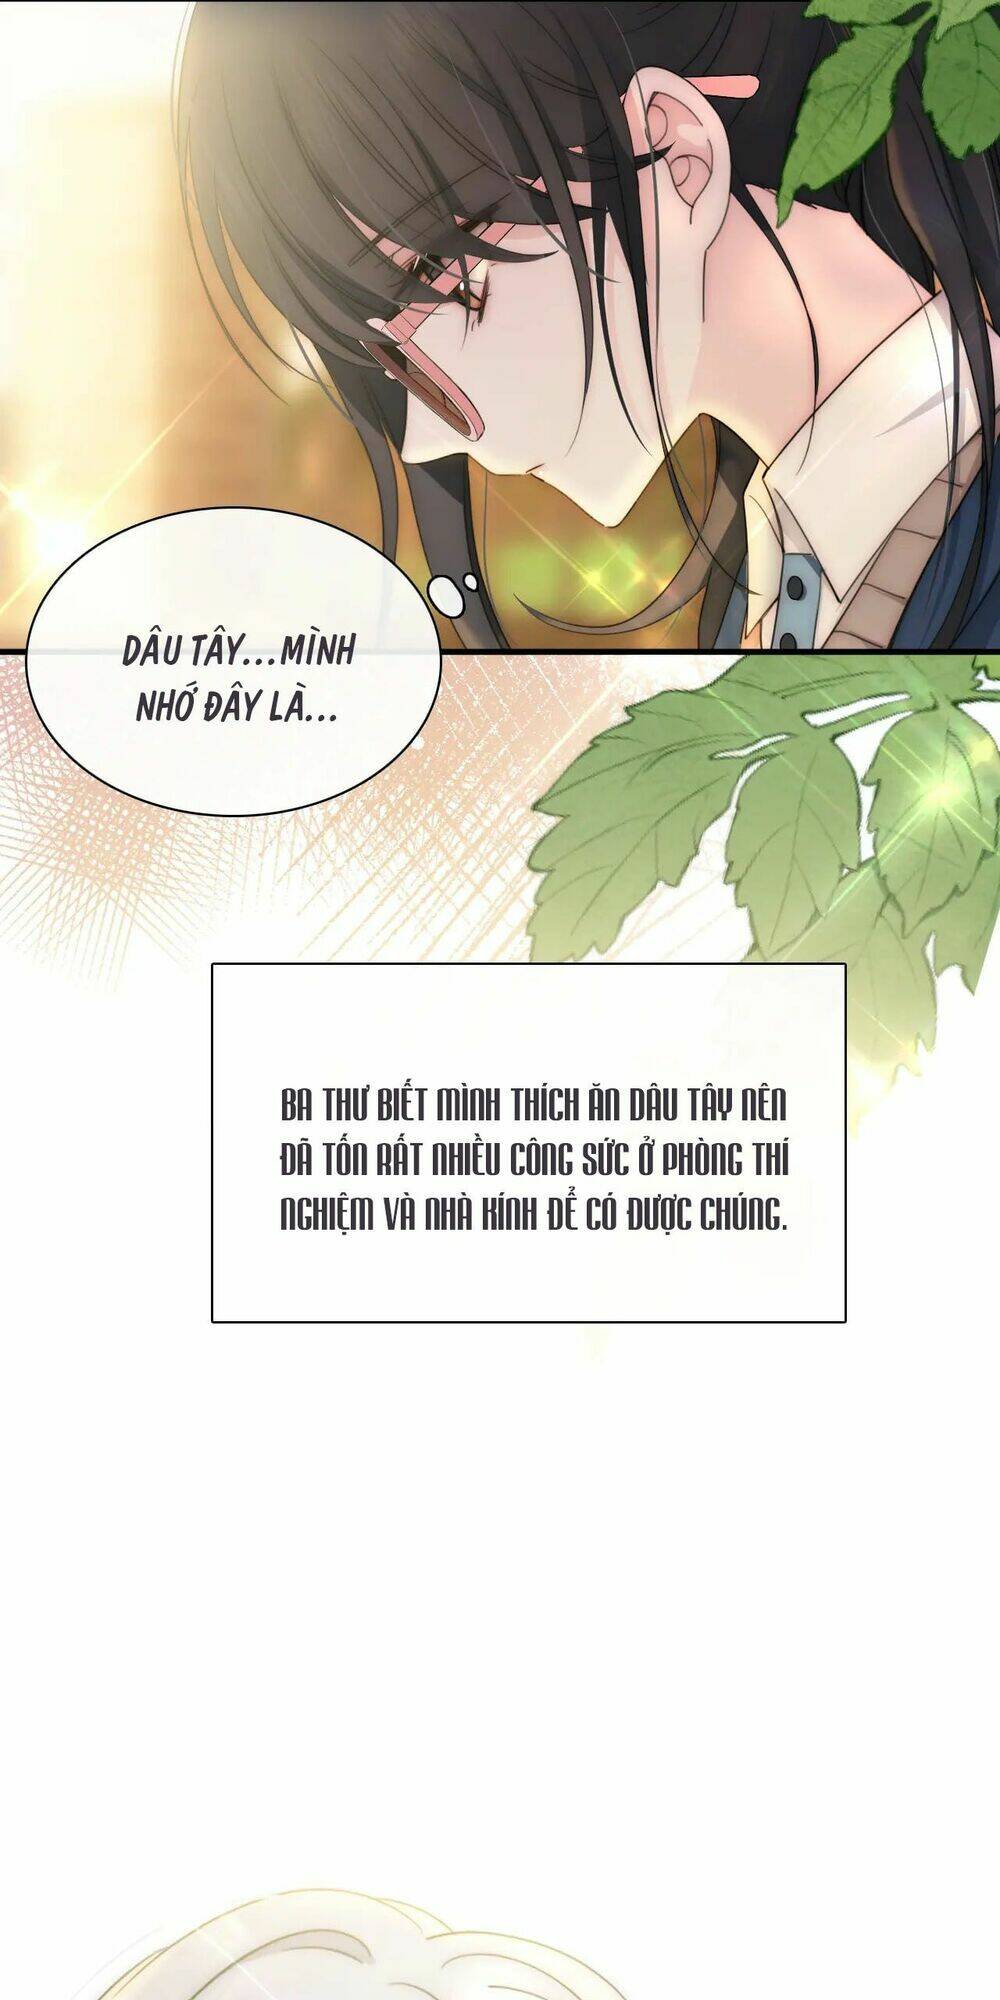 DÂU TÂY...MÌNH
NHỚ ĐÂY LÀ...
BA THƯ BIẾT MÌNH THÍCH ĂN DÂU TÂY NÊN
ĐÃ TỐN RẤT NHIỀU CÔNG SỨC Ở PHÒNG THÍ
NGHIỆM VÀ NHÀ KÍNH ĐỂ CÓ ĐƯỢC CHÚNG.